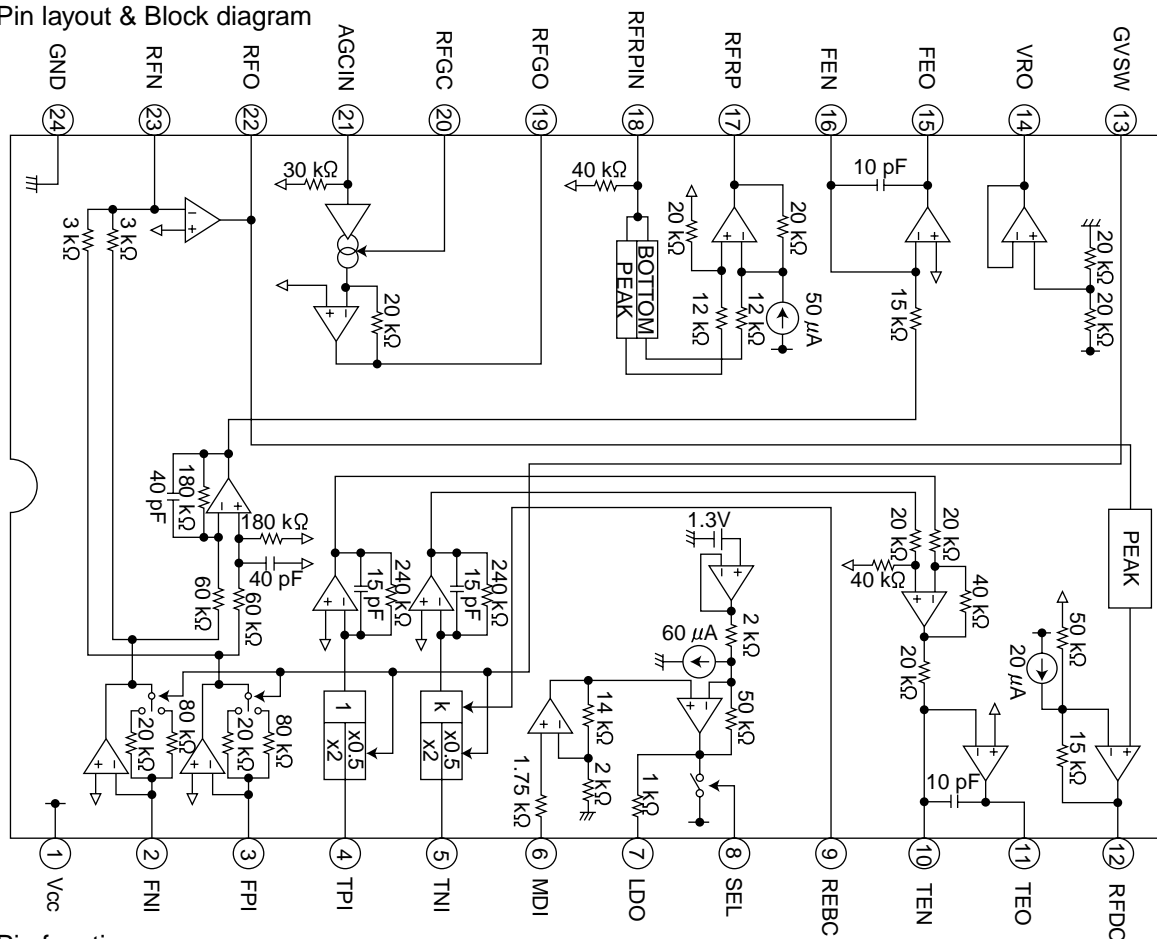 Pin layout & Block diagram
GND
RFN
RFO
AGCIN
RFGC
RFGO
RFRPIN
RFRP
FEN
FEO
VRO
GVSW
24
23
22
21
20
19
18
17
16
15
14
13
3 kΩ
3 kΩ
30 kΩ
20 kΩ
40 kΩ
PEAK
BOTTOM
20 kΩ
20 kΩ
12 kΩ
12 kΩ
50 µA
10 pF
15 kΩ
20 kΩ
20 kΩ
40 pF
180 kΩ
180 kΩ
40 pF
60 kΩ
60 kΩ
15 pF
240 kΩ
15 pF
240 kΩ
1.3V
2 kΩ
60 µA
50 kΩ
20 kΩ
20 kΩ
40 kΩ
40 kΩ
20 kΩ
PEAK
50 kΩ
20 µA
15 kΩ
20 kΩ
80 kΩ
20 kΩ
80 kΩ
1
x2
x0.5
k
x2
x0.5
14 kΩ
2 kΩ
1.75 kΩ
1 kΩ
10 pF
1
2
3
4
5
6
7
8
9
10
11
12
Vcc
FNI
FPI
TPI
TNI
MDI
LDO
SEL
REBC
TEN
TEO
RFDC